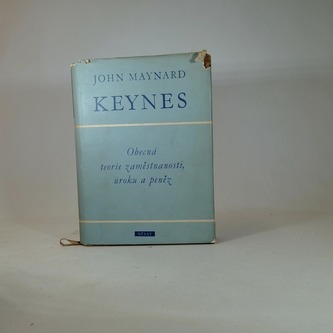 JOHN MAYNARD
KEYNES
Obecná
teorie zaměstnanosti,
úroku a peněz